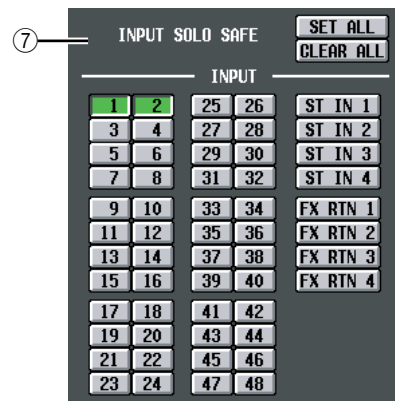 ⑦
INPUT SOLO SAFE
SET ALL
CLEAR ALL
INPUT
1 2 25 26 ST IN 1
3 4 27 28 ST IN 2
5 6 29 30 ST IN 3
7 8 31 32 ST IN 4
9 10 33 34 FX RTN 1
11 12 35 36 FX RTN 2
13 14 37 38 FX RTN 3
15 16 39 40 FX RTN 4
17 18 41 42
19 20 43 44
21 22 45 46
23 24 47 48